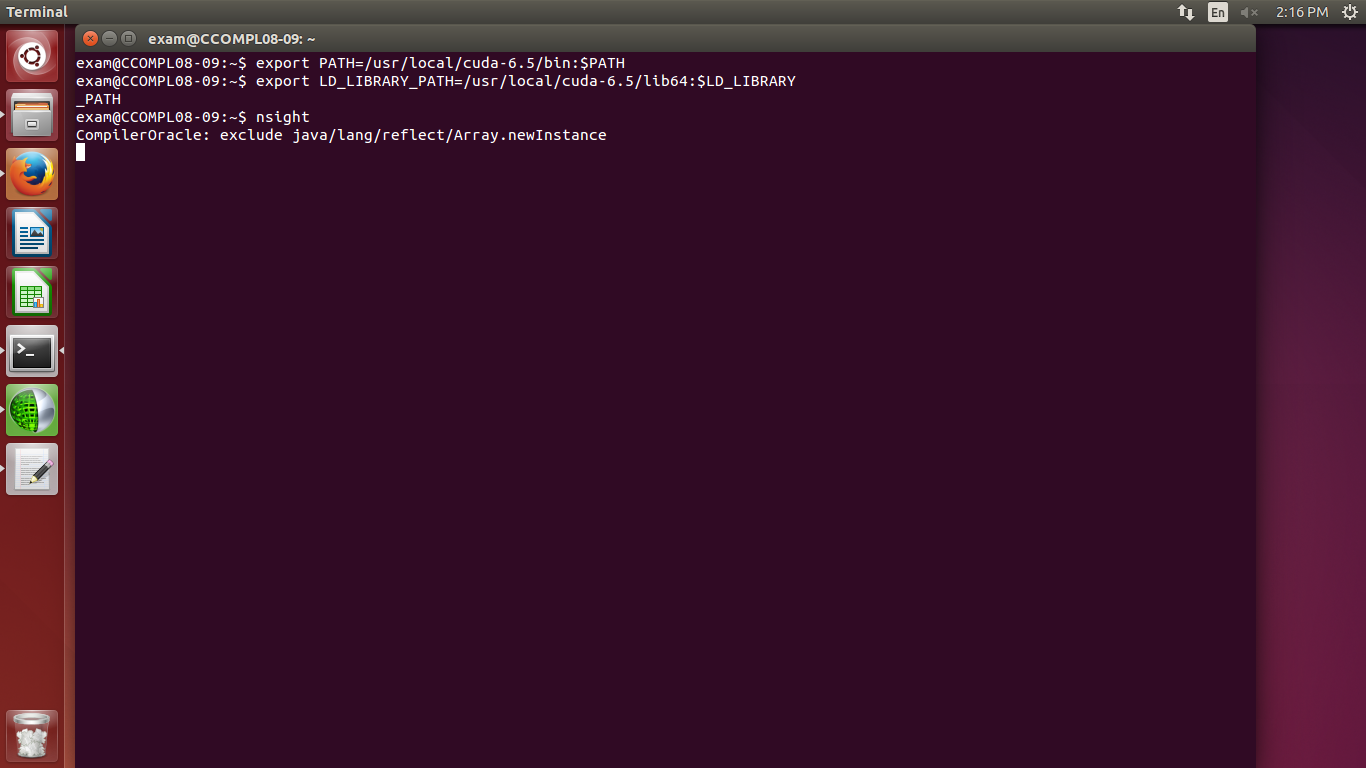 Terminal
En
2:16 PM
exam@CCOMPL08-09: ~
exam@CCOMPL08-09:~$ export PATH=/usr/local/cuda-6.5/bin:$PATH
exam@CCOMPL08-09:~$ export LD_LIBRARY_PATH=/usr/local/cuda-6.5/lib64:$LD_LIBRARY
_PATH
exam@CCOMPL08-09:~$ nsight
CompilerOracle: exclude java/lang/reflect/Array.newInstance
>_